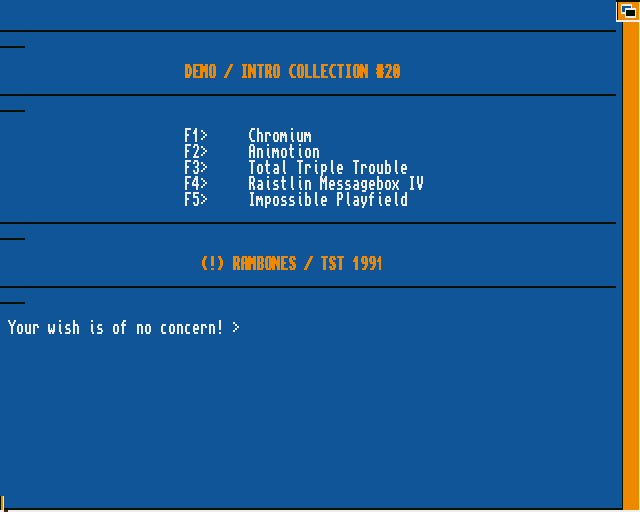 DEMO / INTRO COLLECTION #20
F1> Chromium
F2> Animotion
F3> Total Triple Trouble
F4> Raistlin Messagebox IV
F5> Impossible Playfield
(!) RAMBONES / TST 1991
Your wish is of no concern! >